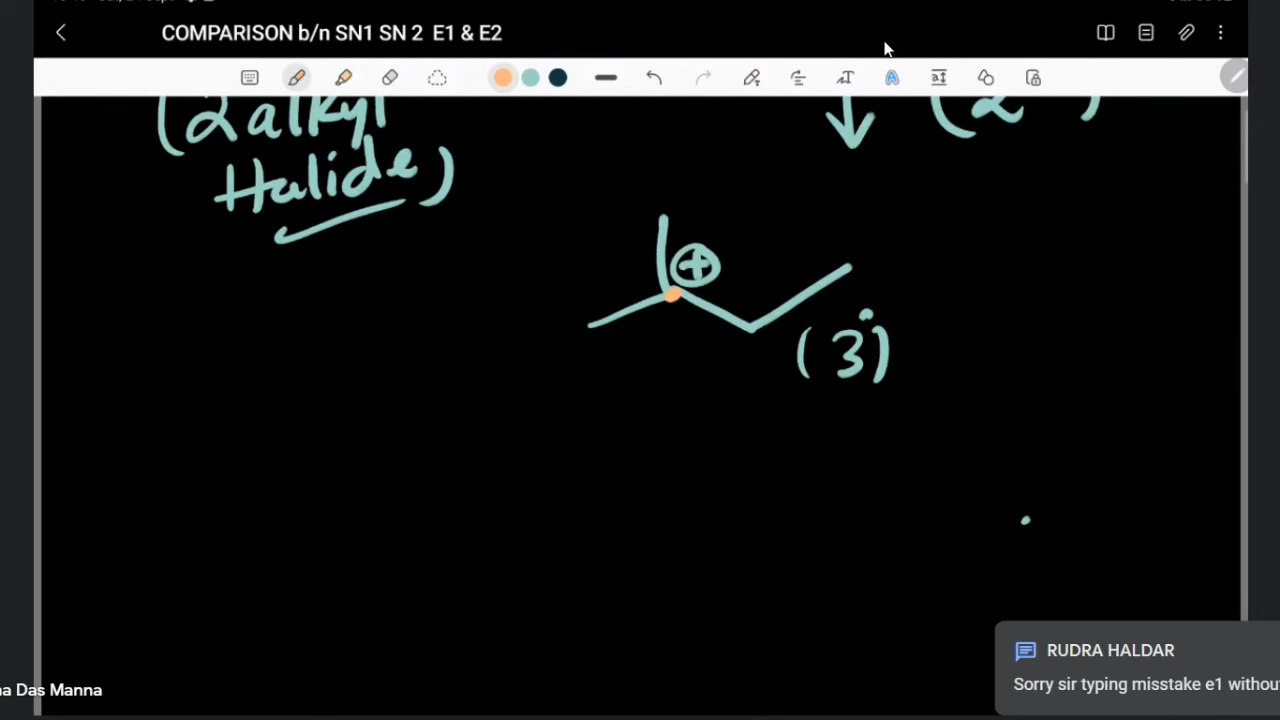 COMPARISON b/n SN1 SN 2 E1 & E2
(2 alkyl
Halide)
(2 )
+
(3°)
RUDRA HALDAR
Sorry sir typing misstake e1
Das Manna